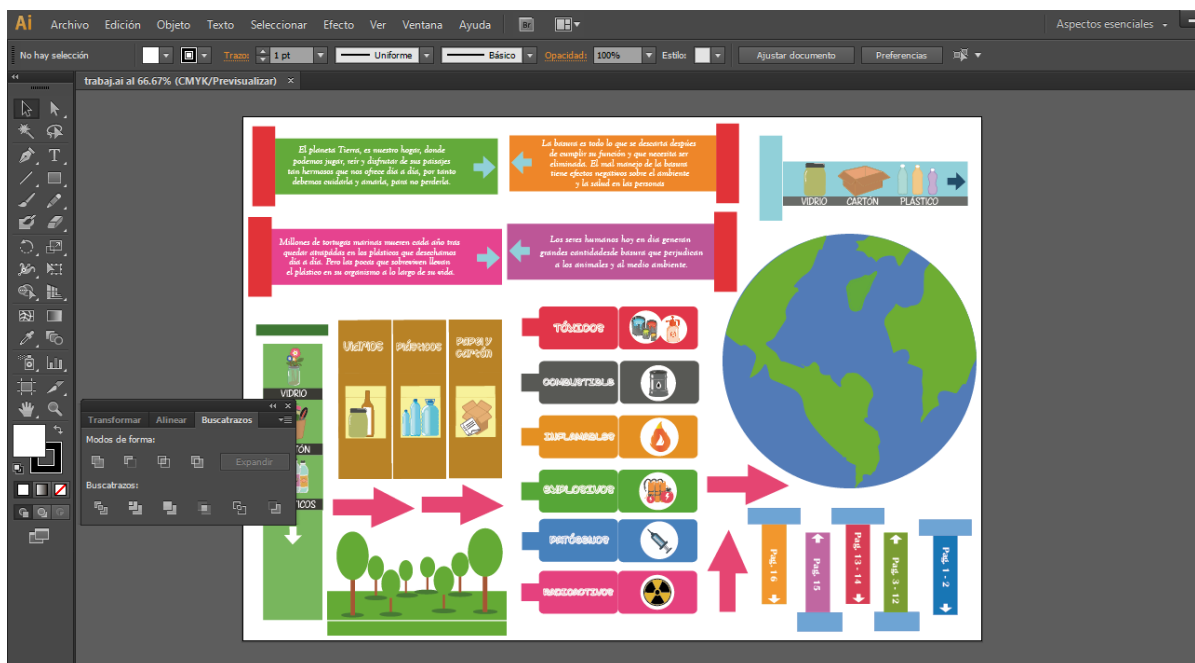 Ai Archivo Edición Objeto Texto Seleccionar Efecto Ver Ventana Ayuda Br Aspectos esenciales
No hay selección Trazo: 1 pt Uniforme Básico Opacidad: 100% Estilo: Ajustar documento Preferencias
trabaj.ai al 66.67% (CMYK/Previsualizar) ×
El planeta Tierra, es nuestro hogar, donde
podemos jugar, reír y disfrutar de sus paisajes
tan hermosos que nos ofrece día a día, por tanto
debemos cuidarla y amarla, para no perderla.
La basura es todo lo que se descarta despúes
de cumplir su función y que necesita ser
eliminada. El mal manejo de la basura
tiene efectos negativos sobre el ambiente
y la salud en las personas
VIDRIO CARTÓN PLÁSTICO
Millones de tortugas marinas mueren cada año tras
quedar atrapadas en los plásticos que desechamos
día a día. Pero las pocas que sobreviven llevan
el plástico en su organismo a lo largo de su vida.
Los seres humanos hoy en día generan
grandes cantidadesde basura que perjudican
a los animales y al medio ambiente.
VIDRIO
TÓN
TICOS
VIDRIOS
PLÁSTICOS
PAPEL Y
CARTÓN
TÓXICOS
COMBUSTIBLE
INFLAMABLES
EXPLOSIVOS
PATÓGENOS
RADIOACTIVOS
Transformar Alinear Buscatrazos
Modos de forma:
Expandir
Buscatrazos:
Pag. 16
Pag. 15
Pag. 13 - 14
Pag. 3 - 12
Pag. 1 - 2